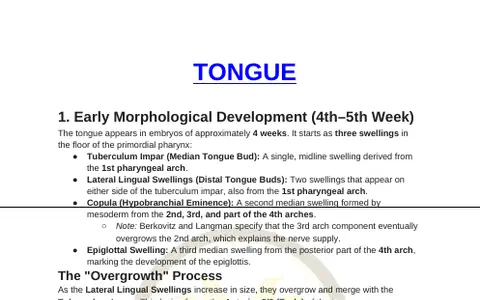 TONGUE
1. Early Morphological Development (4th–5th Week)
The tongue appears in embryos of approximately 4 weeks. It starts as three swellings in
the floor of the primordial pharynx:
● Tuberculum Impar (Median Tongue Bud): A single, midline swelling derived from
the 1st pharyngeal arch.
● Lateral Lingual Swellings (Distal Tongue Buds): Two swellings that appear on
either side of the tuberculum impar, also from the 1st pharyngeal arch.
● Copula (Hypobranchial Eminence): A second median swelling formed by
mesoderm from the 2nd, 3rd, and part of the 4th arches.
○ Note: Berkovitz and Langman specify that the 3rd arch component eventually
overgrows the 2nd arch, which explains the nerve supply.
● Epiglottal Swelling: A third median swelling from the posterior part of the 4th arch,
marking the development of the epiglottis.
The "Overgrowth" Process
As the Lateral Lingual Swellings increase in size, they overgrow and merge with the